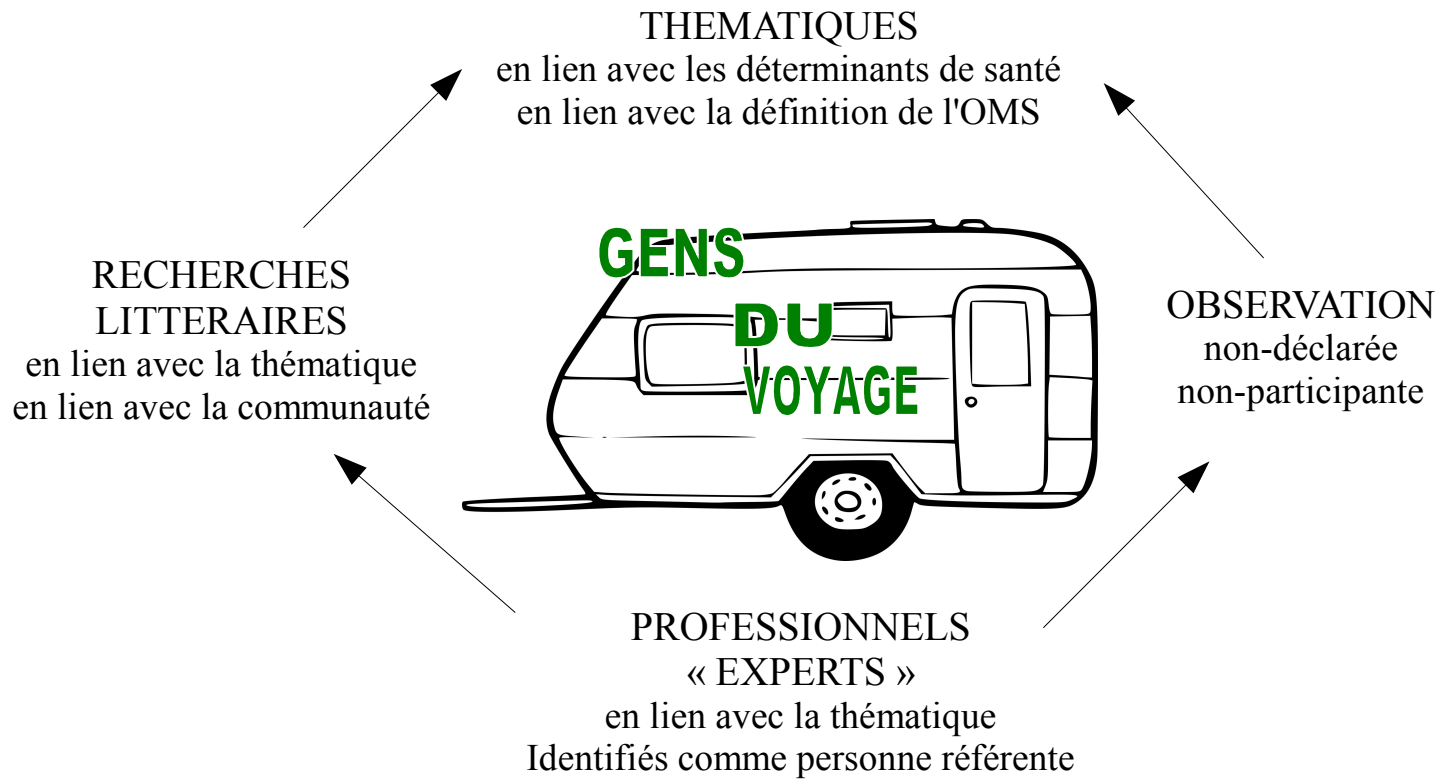 THEMATIQUES
en lien avec les déterminants de santé
en lien avec la définition de l'OMS
GENS
DU
VOYAGE
RECHERCHES
LITTERAIRES
en lien avec la thématique
en lien avec la communauté
OBSERVATION
non-déclarée
non-participante
PROFESSIONNELS
« EXPERTS »
en lien avec la thématique
Identifiés comme personne référente